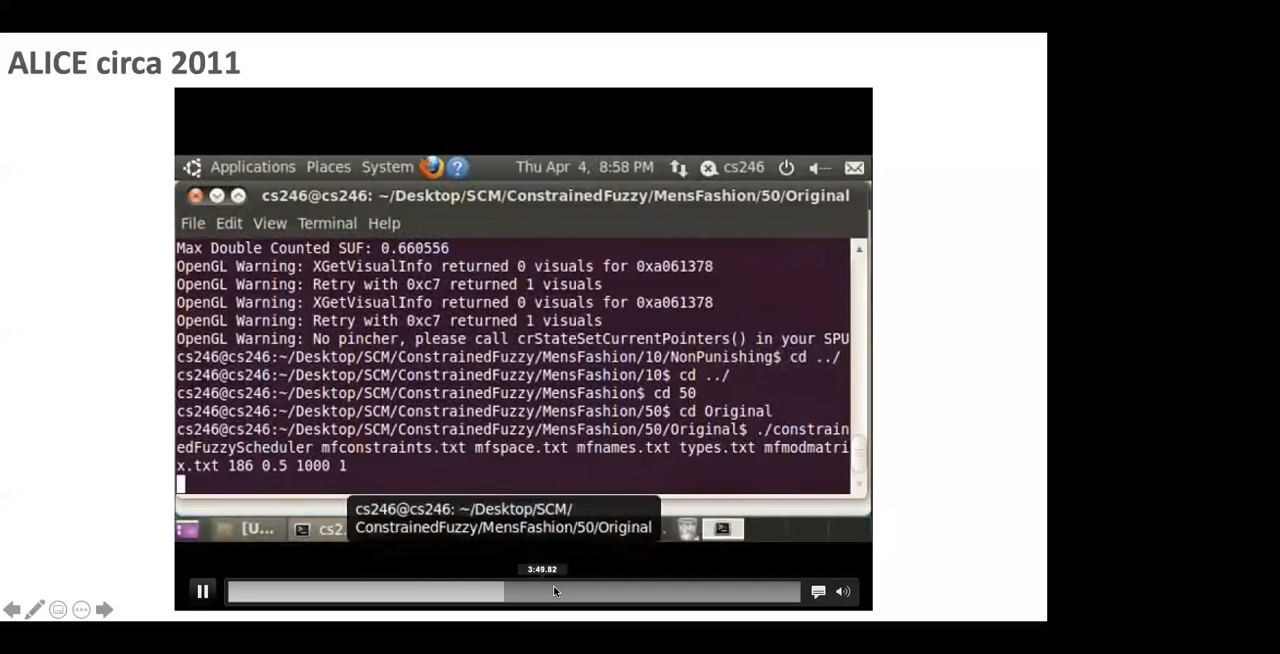 ALICE circa 2011
Applications Places System Thu Apr 4, 8:58 PM cs246
cs246@cs246: ~/Desktop/SCM/ConstrainedFuzzy/MensFashion/50/Original
File Edit View Terminal Help
Max Double Counted SUF: 0.660556
OpenGL Warning: XGetVisualInfo returned 0 visuals for 0xa061378
OpenGL Warning: Retry with 0xc7 returned 1 visuals
OpenGL Warning: XGetVisualInfo returned 0 visuals for 0xa061378
OpenGL Warning: Retry with 0xc7 returned 1 visuals
OpenGL Warning: No pincher, please call crStateSetCurrentPointers() in your SPU
cs246@cs246:~/Desktop/SCM/ConstrainedFuzzy/MensFashion/10/NonPunishing$ cd ../
cs246@cs246:~/Desktop/SCM/ConstrainedFuzzy/MensFashion/10$ cd ../
cs246@cs246:~/Desktop/SCM/ConstrainedFuzzy/MensFashion$ cd 50
cs246@cs246:~/Desktop/SCM/ConstrainedFuzzy/MensFashion/50$ cd Original
cs246@cs246:~/Desktop/SCM/ConstrainedFuzzy/MensFashion/50/Original$ ./constrain
edFuzzyScheduler mfconstraints.txt mfspace.txt mfnames.txt types.txt mfmodmatri
x.txt 186 0.5 1000 1
cs246@cs246: ~/Desktop/SCM/
ConstrainedFuzzy/MensFashion/50/Original
[U... cs2.
3:49.82